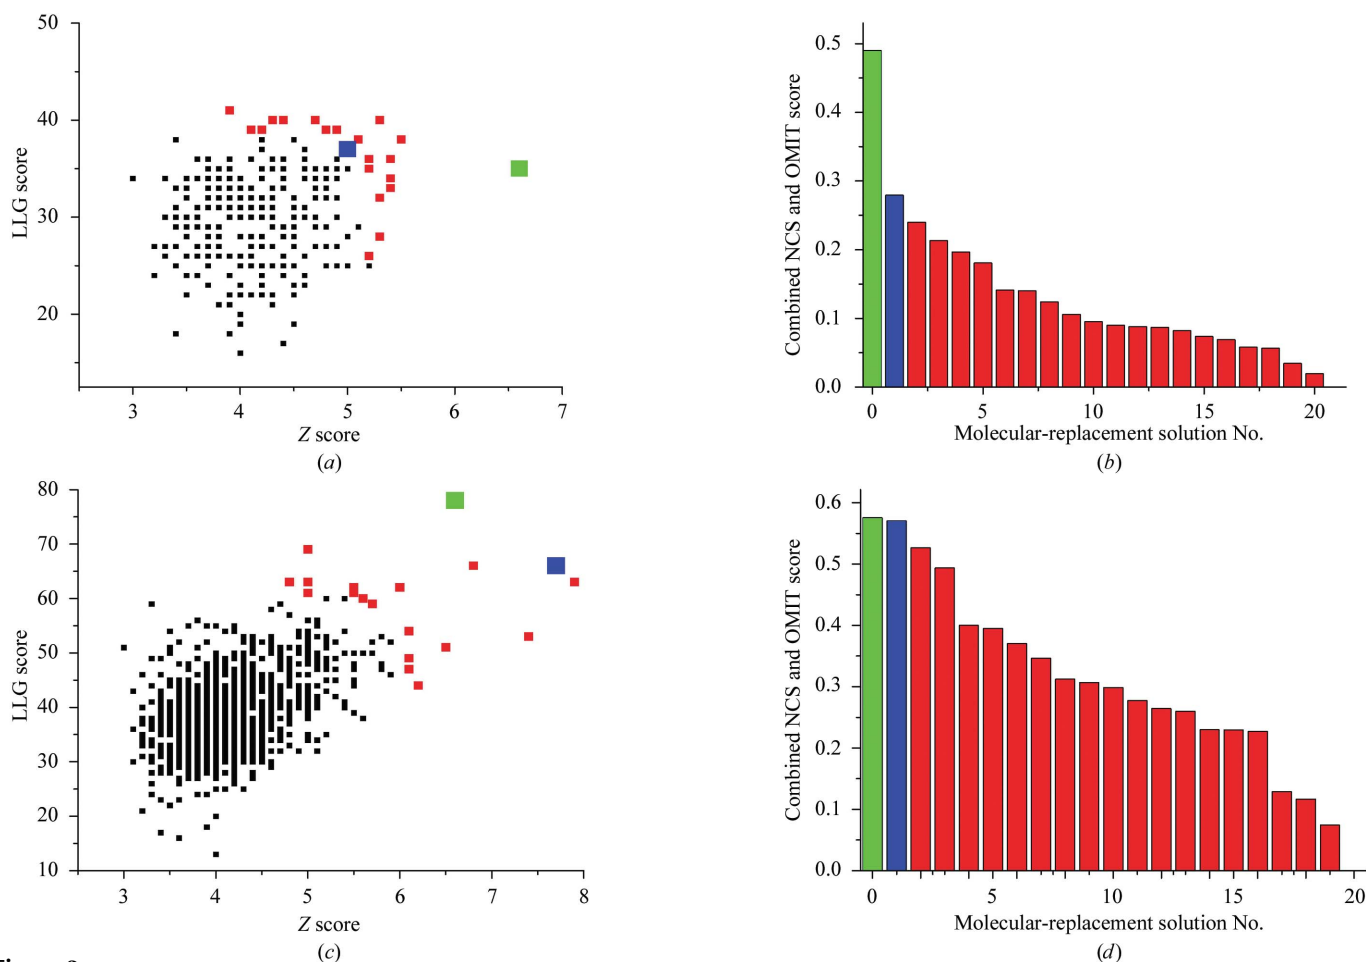 50
40
30
20
LLG score
3 4 5 6 7
Z score
(a)
0.5
0.4
0.3
0.2
0.1
0.0
Combined NCS and OMIT score
0 5 10 15 20
Molecular-replacement solution No.
(b)
80
70
60
50
40
30
20
10
LLG score
3 4 5 6 7 8
Z score
(c)
0.6
0.5
0.4
0.3
0.2
0.1
0.0
Combined NCS and OMIT score
0 5 10 15 20
Molecular-replacement solution No.
(d)